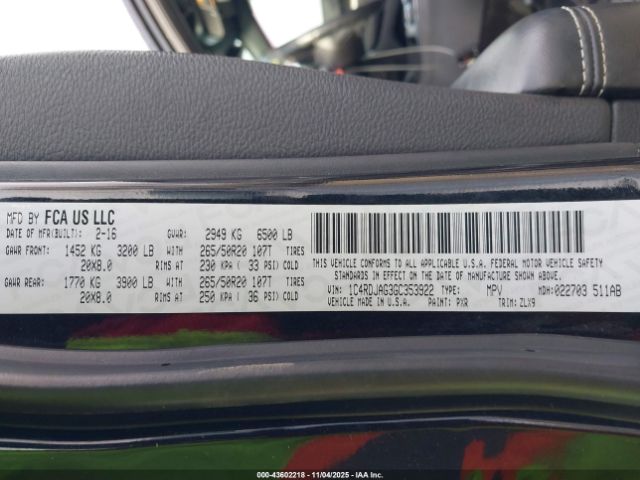 MFD BY FCA US LLC
DATE OF MFR(BUILT): 2-16 GVWR: 2949 KG 6500 LB
GAWR FRONT: 1452 KG 3200 LB WITH 265/50R20 107T TIRES
20X8.0 RIMS AT 230 KPA ( 33 PSI) COLD
GAWR REAR: 1770 KG 3900 LB WITH 265/50R20 107T TIRES
20X8.0 RIMS AT 250 KPA ( 36 PSI) COLD
THIS VEHICLE CONFORMS TO ALL APPLICABLE U.S.A. FEDERAL MOTOR VEHICLE SAFETY
STANDARDS IN EFFECT ON THE DATE OF MANUFACTURE SHOWN ABOVE.
VIN: 1C4RDJAG3GC353922 TYPE: MPV MDH: 022703 511AB
VEHICLE MADE IN U.S.A. PAINT: PXR TRIM: ZLX9
000-43602218 - 11/04/2025 - IAA Inc.